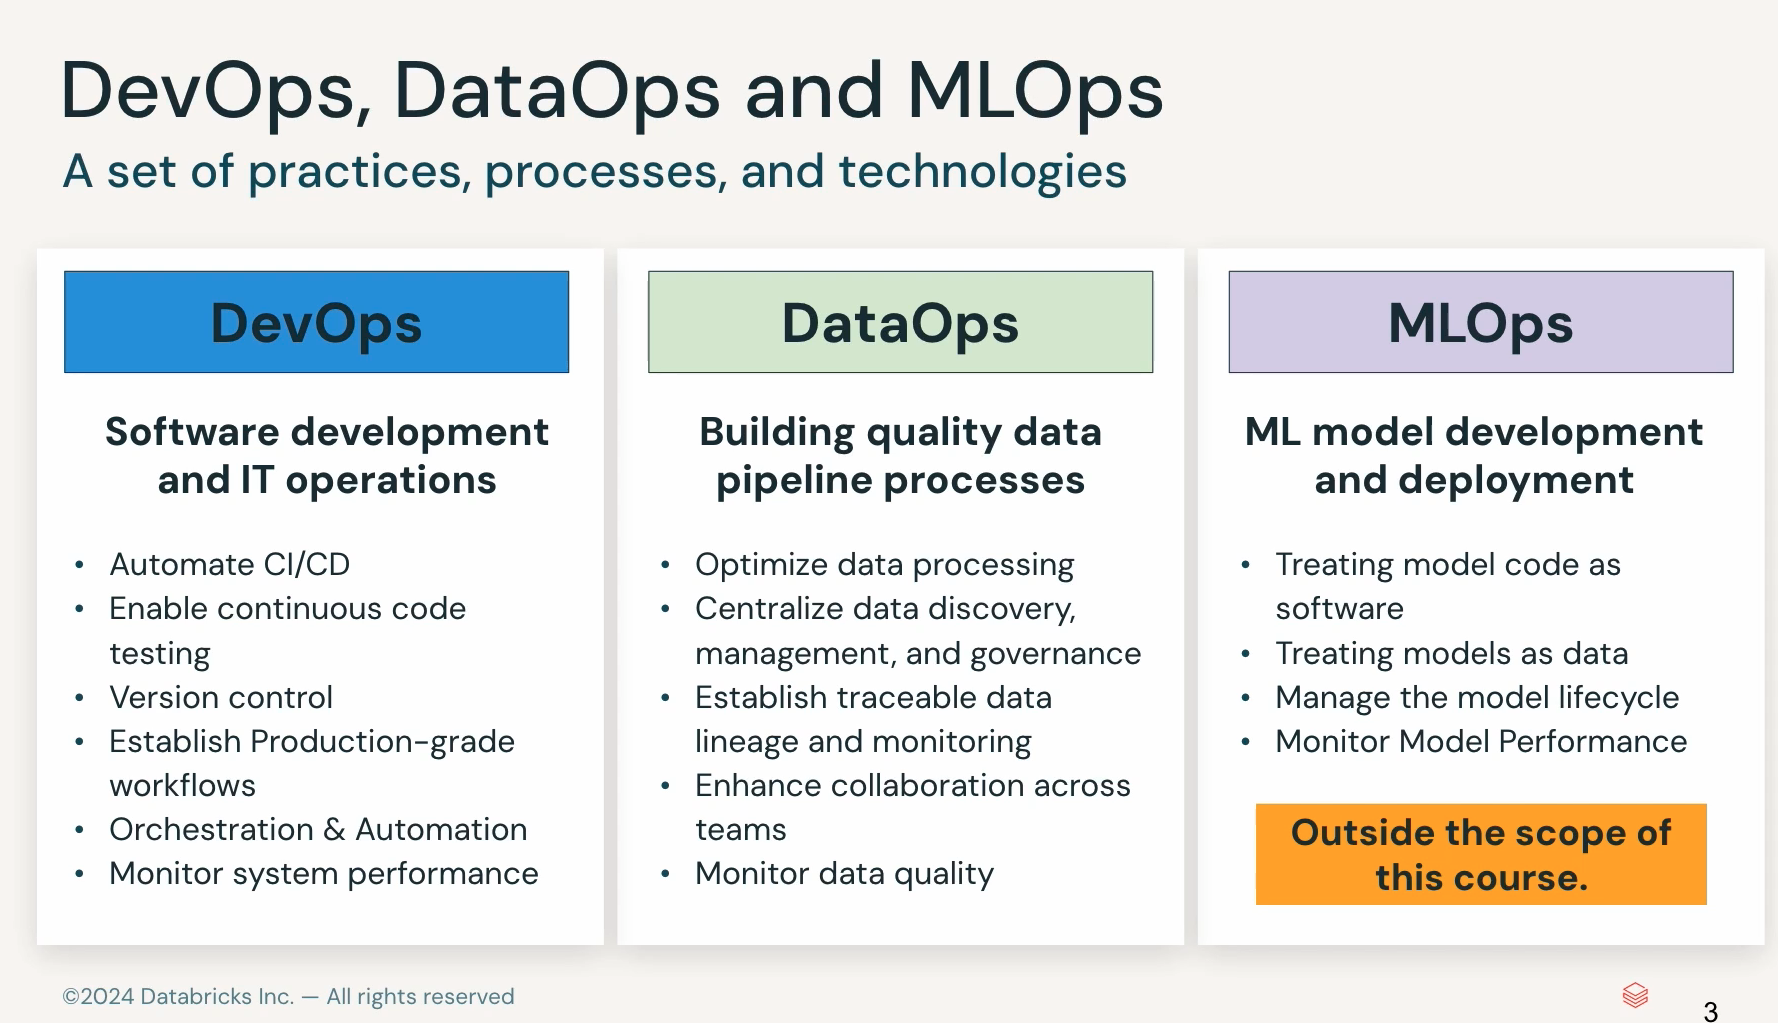 DevOps, DataOps and MLOps
A set of practices, processes, and technologies
DevOps
Software development
and IT operations
• Automate CI/CD
• Enable continuous code
testing
• Version control
• Establish Production-grade
workflows
• Orchestration & Automation
• Monitor system performance
DataOps
Building quality data
pipeline processes
• Optimize data processing
• Centralize data discovery,
management, and governance
• Establish traceable data
lineage and monitoring
• Enhance collaboration across
teams
• Monitor data quality
MLOps
ML model development
and deployment
• Treating model code as
software
• Treating models as data
• Manage the model lifecycle
• Monitor Model Performance
Outside the scope of
this course.
©2024 Databricks Inc. — All rights reserved
3